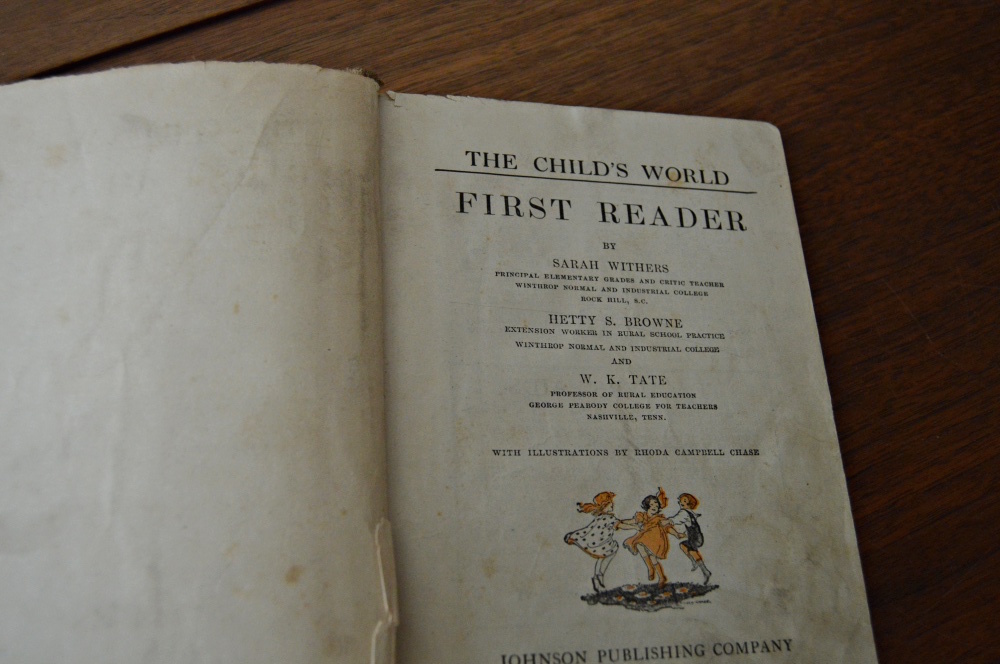 THE CHILD'S WORLD
FIRST READER
BY
SARAH WITHERS
PRINCIPAL ELEMENTARY GRADES AND CRITIC TEACHER
WINTHROP NORMAL AND INDUSTRIAL COLLEGE
ROCK HILL, S.C.
HETTY S. BROWNE
EXTENSION WORKER IN RURAL SCHOOL PRACTICE
WINTHROP NORMAL AND INDUSTRIAL COLLEGE
AND
W. K. TATE
PROFESSOR OF RURAL EDUCATION
GEORGE PEABODY COLLEGE FOR TEACHERS
NASHVILLE, TENN.
WITH ILLUSTRATIONS BY RHODA CAMPBELL CHASE
JOHNSON PUBLISHING COMPANY